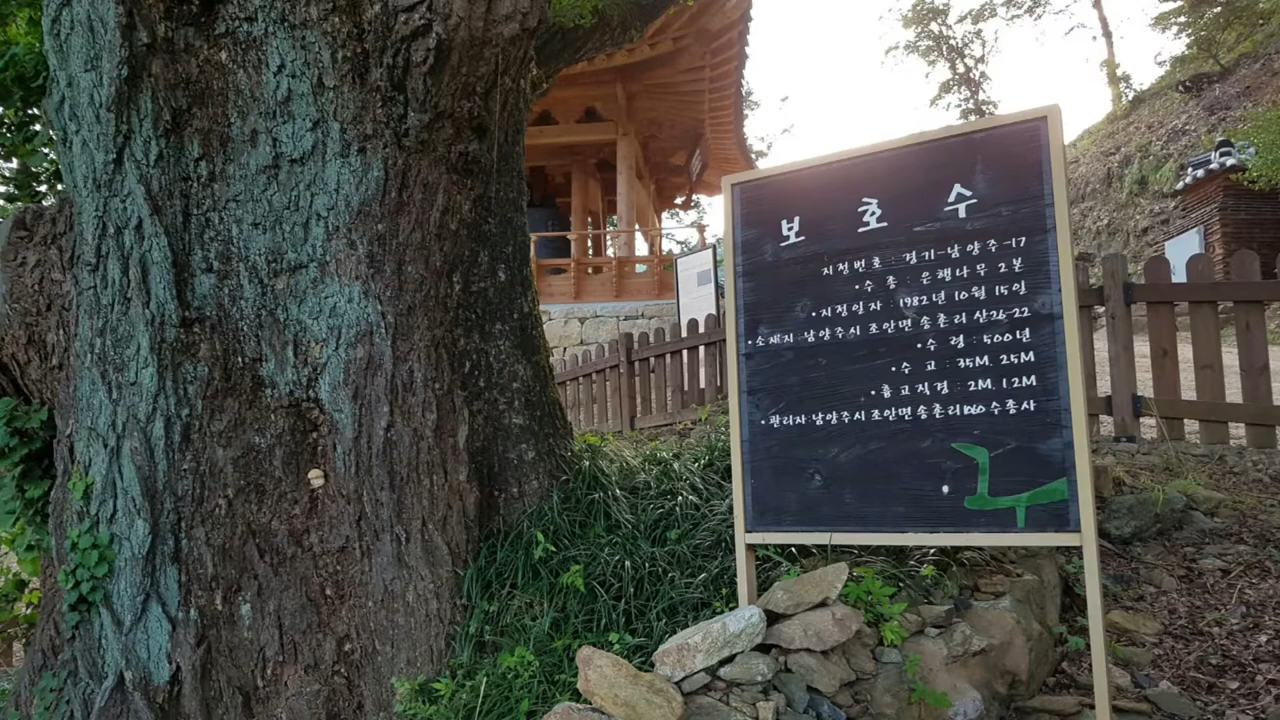 보 호 수
지정번호 : 경기-남양주-17
•수 종 : 은행나무 2본
•지정일자 : 1982년 10월 15일
•소재지:남양주시 조안면 송촌리 산26-22
•수 령 : 500년
•수 고 : 35M. 25M
•흉고직경 : 2M. 1.2M
•관리자:남양주시 조안면 송촌리1060 수종사